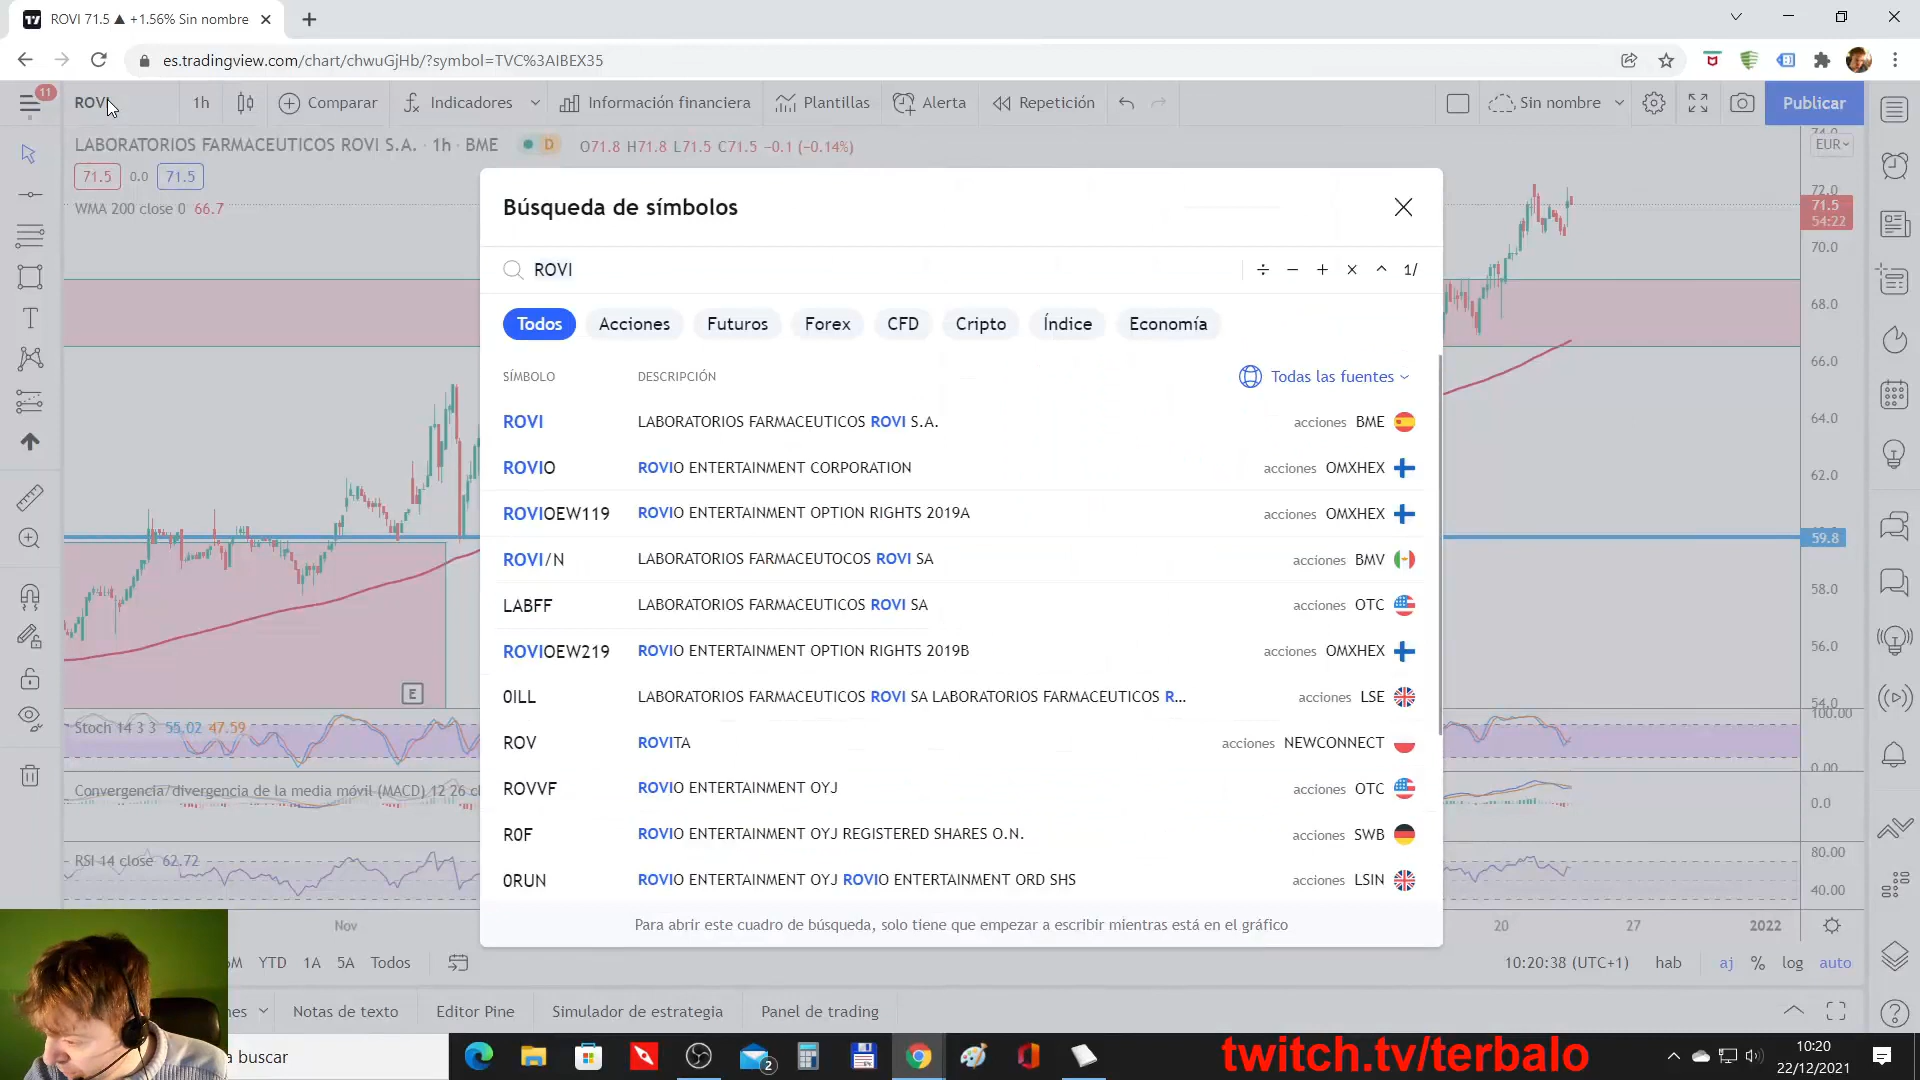 ROVI 71.5 ▲ +1.56% Sin nombre
es.tradingview.com/chart/chwuGjHb/?symbol=TVC%3AIBEX35
11
ROVI
1h
Comparar
Indicadores
Información financiera
Plantillas
Alerta
Repetición
Sin nombre
Publicar
LABORATORIOS FARMACEUTICOS ROVI S.A. · 1h · BME
D
O71.8 H71.8 L71.5 C71.5 −0.1 (−0.14%)
71.5 0.0 71.5
WMA 200 close 0 66.7
Búsqueda de símbolos
ROVI
÷ − + × ^ 1/
Todos Acciones Futuros Forex CFD Cripto Índice Economía
SÍMBOLO DESCRIPCIÓN Todas las fuentes
ROVI LABORATORIOS FARMACEUTICOS ROVI S.A. acciones BME
ROVIO ROVIO ENTERTAINMENT CORPORATION acciones OMXHEX
ROVIOEW119 ROVIO ENTERTAINMENT OPTION RIGHTS 2019A acciones OMXHEX
ROVI/N LABORATORIOS FARMACEUTOCOS ROVI SA acciones BMV
LABFF LABORATORIOS FARMACEUTICOS ROVI SA acciones OTC
ROVIOEW219 ROVIO ENTERTAINMENT OPTION RIGHTS 2019B acciones OMXHEX
0ILL LABORATORIOS FARMACEUTICOS ROVI SA LABORATORIOS FARMACEUTICOS R... acciones LSE
ROV ROVITA acciones NEWCONNECT
ROVVF ROVIO ENTERTAINMENT OYJ acciones OTC
R0F ROVIO ENTERTAINMENT OYJ REGISTERED SHARES O.N. acciones SWB
0RUN ROVIO ENTERTAINMENT OYJ ROVIO ENTERTAINMENT ORD SHS acciones LSIN
Para abrir este cuadro de búsqueda, solo tiene que empezar a escribir mientras está en el gráfico
EUR
72.0
71.5
54:22
70.0
68.0
66.0
64.0
62.0
59.8
58.0
56.0
54.0
100.00
0.00
0.0
80.00
40.00
E
Stoch 14 3 3 55.02 47.59
Convergencia/divergencia de la media móvil (MACD) 12 26 cl
RSI 14 close 62.72
Nov 20 27 2022
YTD 1A 5A Todos
10:20:38 (UTC+1) hab aj % log auto
nes Notas de texto Editor Pine Simulador de estrategia Panel de trading
a buscar
2
twitch.tv/terbalo
10:20
22/12/2021